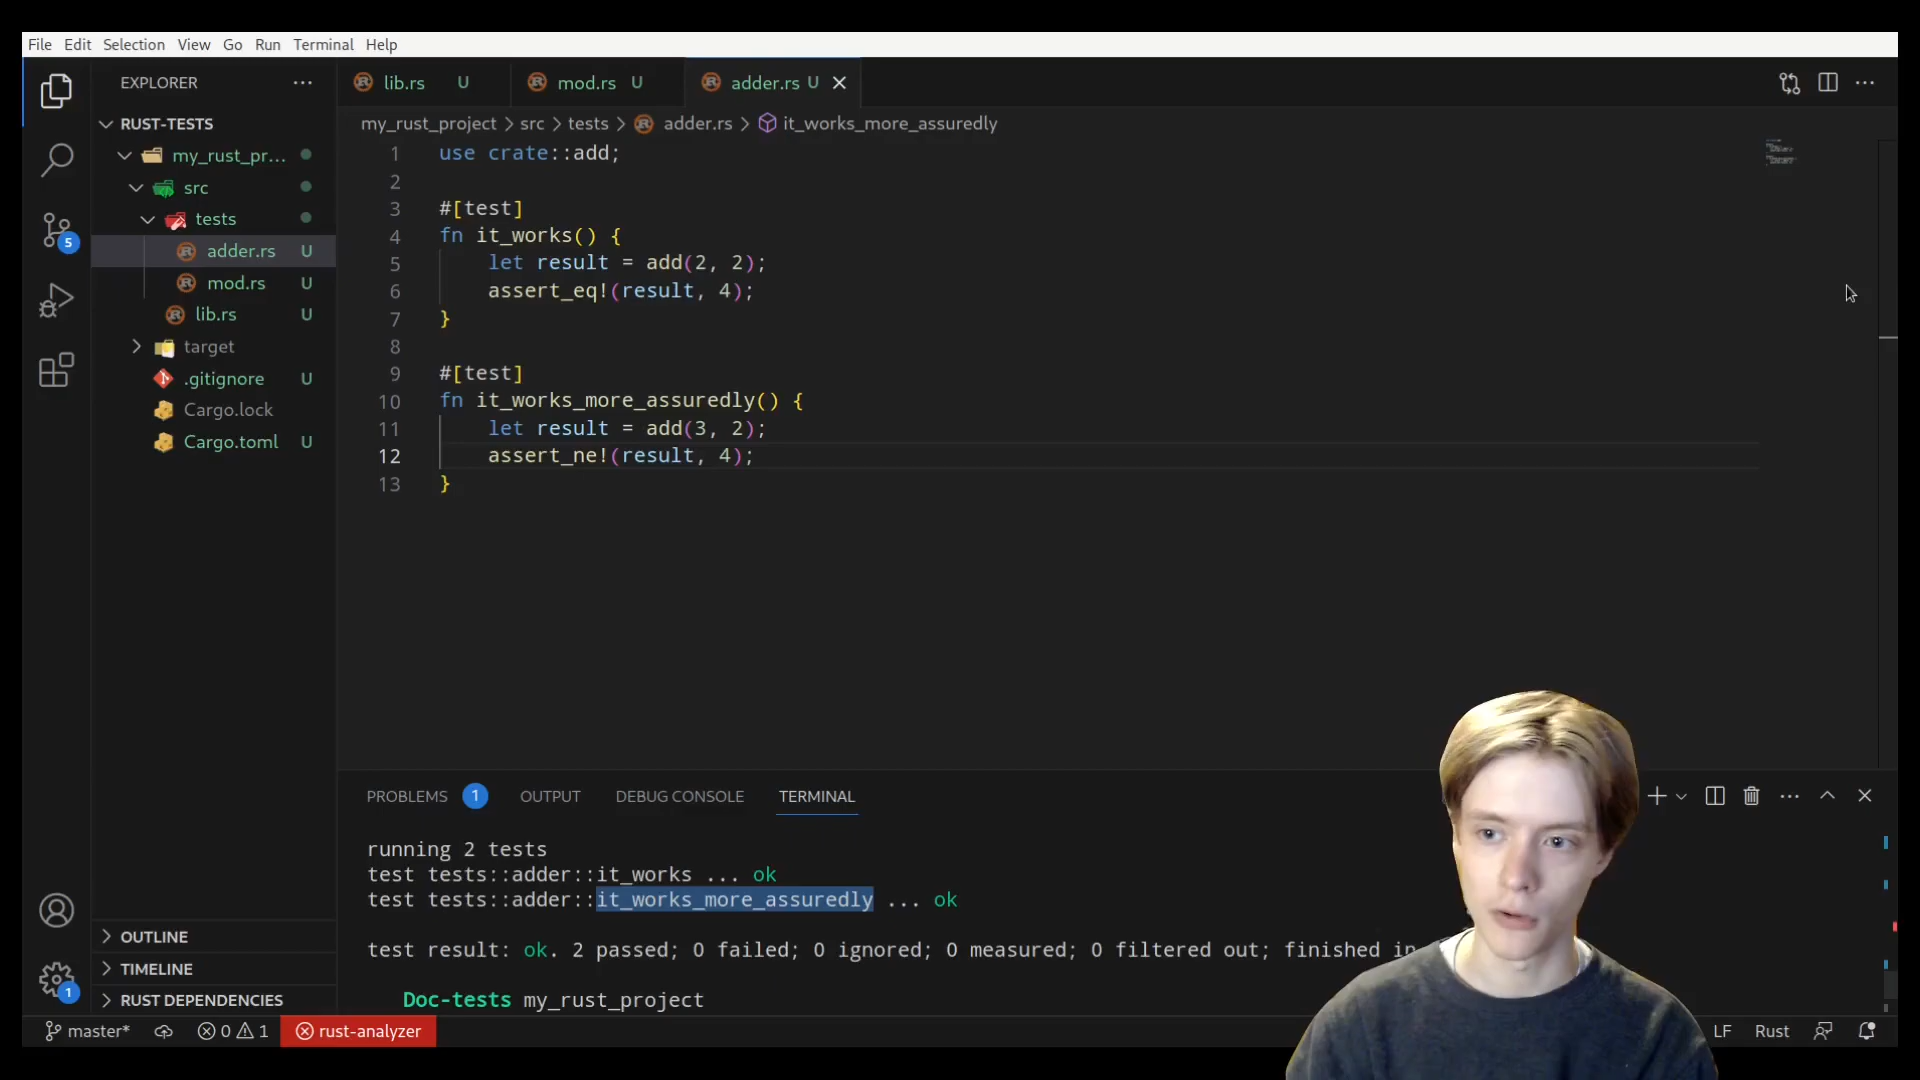 File Edit Selection View Go Run Terminal Help
EXPLORER
RUST-TESTS
my_rust_pr...
src
tests
adder.rs U
mod.rs U
lib.rs U
target
.gitignore U
Cargo.lock
Cargo.toml U
OUTLINE
TIMELINE
RUST DEPENDENCIES
lib.rs U mod.rs U adder.rs U
my_rust_project > src > tests > adder.rs > it_works_more_assuredly
1 use crate::add;
2
3 #[test]
4 fn it_works() {
5 let result = add(2, 2);
6 assert_eq!(result, 4);
7 }
8
9 #[test]
10 fn it_works_more_assuredly() {
11 let result = add(3, 2);
12 assert_ne!(result, 4);
13 }
PROBLEMS 1 OUTPUT DEBUG CONSOLE TERMINAL
running 2 tests
test tests::adder::it_works ... ok
test tests::adder::it_works_more_assuredly ... ok
test result: ok. 2 passed; 0 failed; 0 ignored; 0 measured; 0 filtered out; finished in
Doc-tests my_rust_project
5
1
master* 0 1 rust-analyzer LF Rust